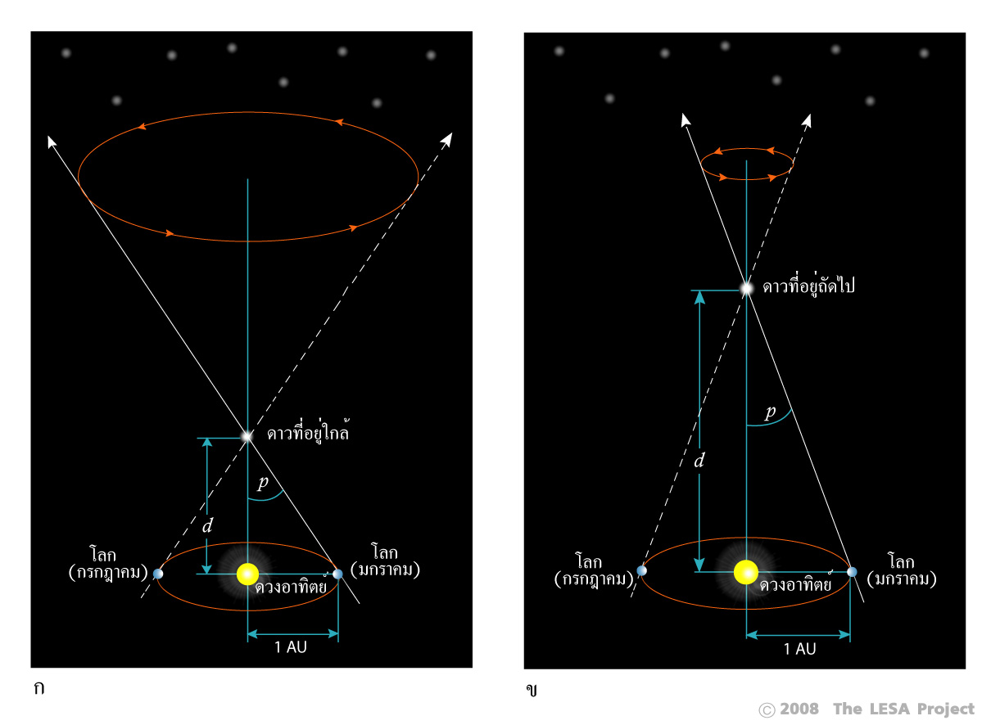 ดาวที่อยู่ใกล้
p
d
โลก
(กรกฎาคม)
โลก
(มกราคม)
ดวงอาทิตย์
1 AU
ก
ดาวที่อยู่ถัดไป
p
d
โลก
(กรกฎาคม)
โลก
(มกราคม)
ดวงอาทิตย์
1 AU
ข
© 2008 The LESA Project